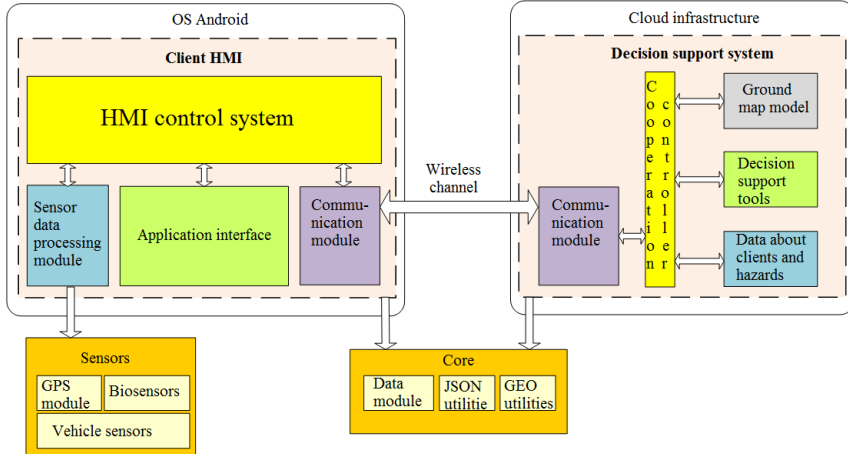 OS Android
Client HMI
HMI control system
Sensor
data
processing
module
Application interface
Commu-
nication
module
Wireless
channel
Cloud infrastructure
Decision support system
Commu-
nication
module
Cooperation
controller
Ground
map model
Decision
support
tools
Data about
clients and
hazards
Sensors
GPS
module
Biosensors
Vehicle sensors
Core
Data
module
JSON
utilitie
GEO
utilities